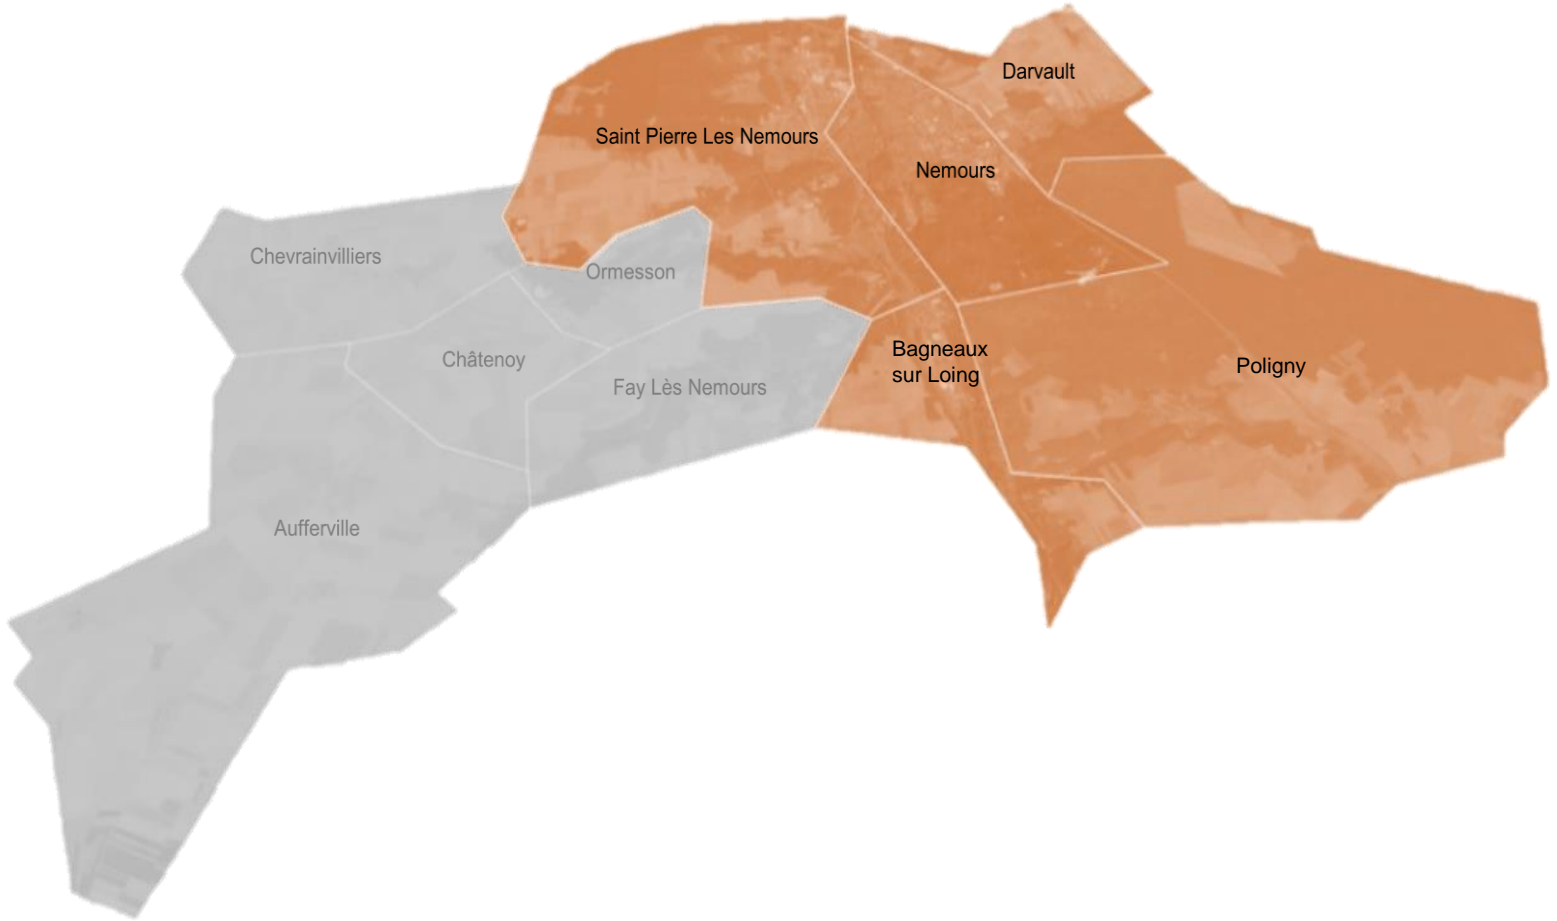 Darvault
Saint Pierre Les Nemours
Nemours
Chevrainvilliers
Ormesson
Châtenoy
Bagneaux
sur Loing
Poligny
Fay Lès Nemours
Aufferville